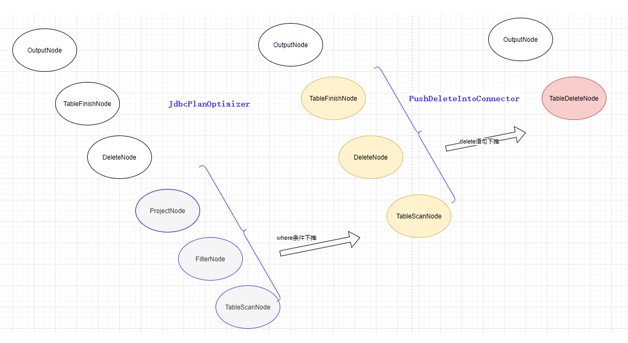 OutputNode
TableFinishNode
DeleteNode
ProjectNode
FilterNode
TableScanNode
JdbcPlanOptimizer
where条件下推
OutputNode
TableFinishNode
DeleteNode
TableScanNode
PushDeleteIntoConnector
delete语句下推
OutputNode
TableDeleteNode